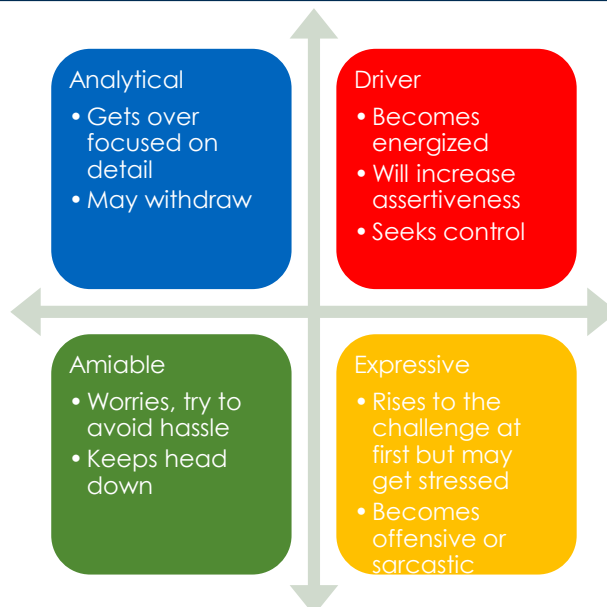 Analytical
• Gets over
focused on
detail
• May withdraw
Driver
• Becomes
energized
• Will increase
assertiveness
• Seeks control
Amiable
• Worries, try to
avoid hassle
• Keeps head
down
Expressive
• Rises to the
challenge at
first but may
get stressed
• Becomes
offensive or
sarcastic